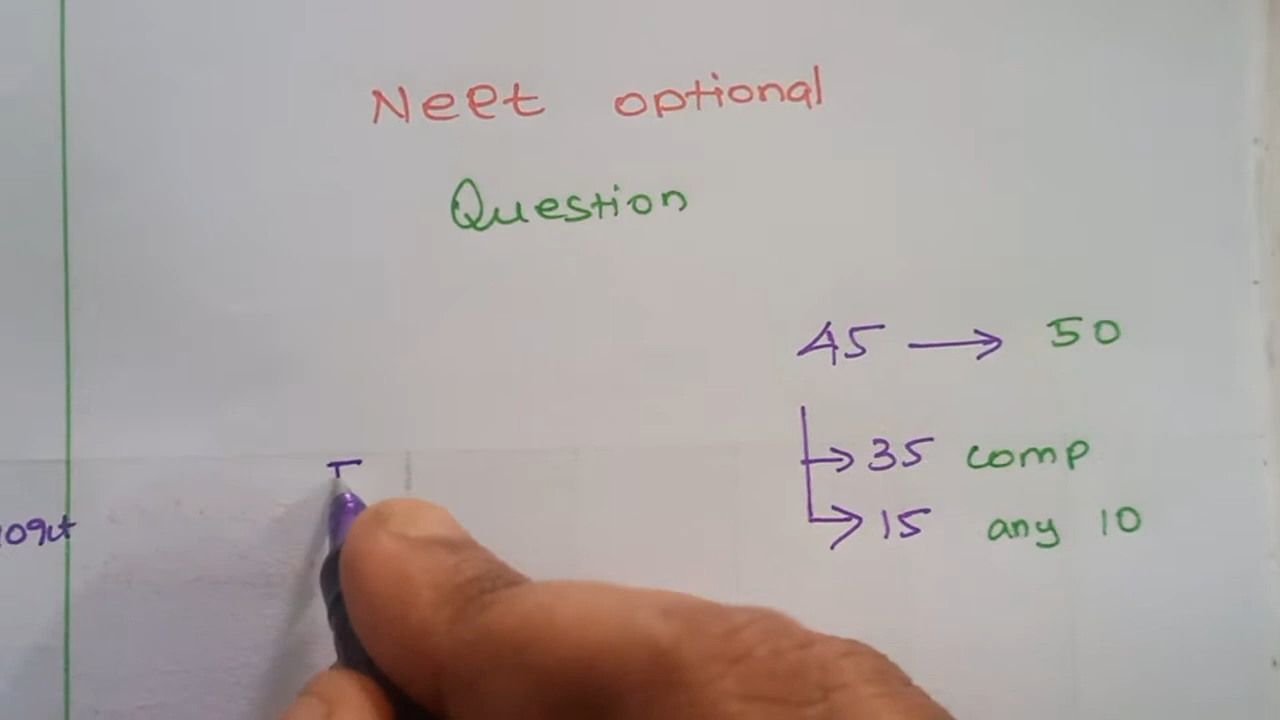 Neet optional
Question
45 → 50
→ 35 comp
→ 15 any 10